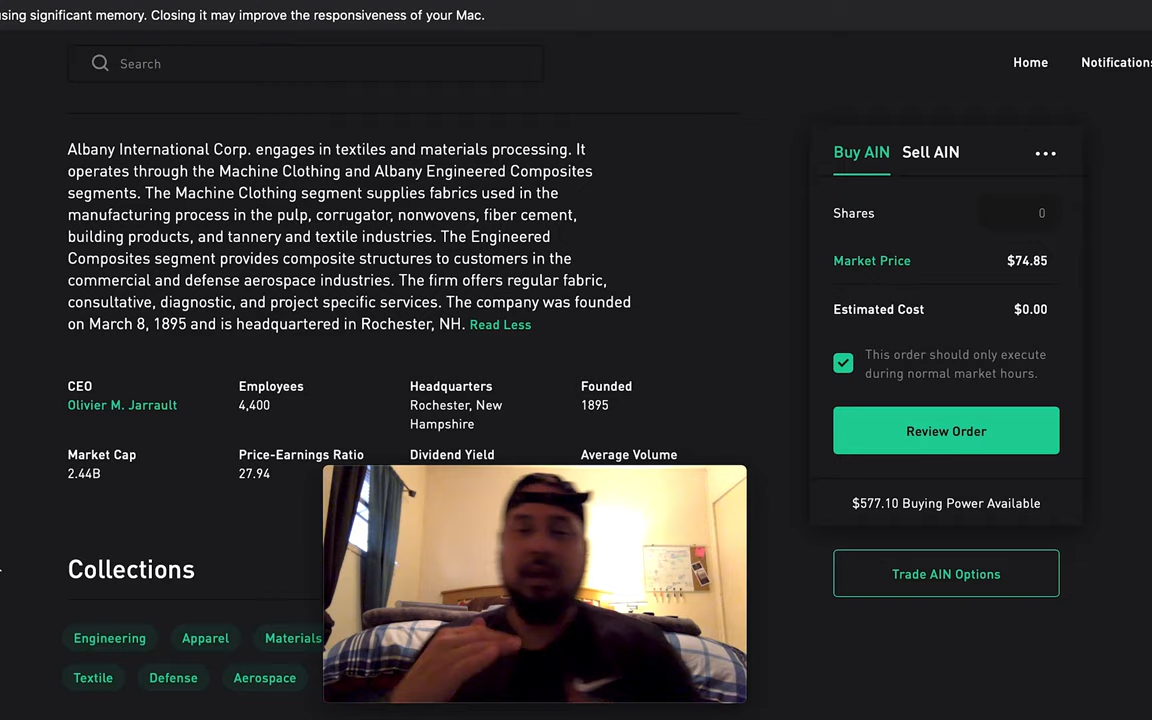 using significant memory. Closing it may improve the responsiveness of your Mac.
Search
Home
Notifications
Albany International Corp. engages in textiles and materials processing. It
operates through the Machine Clothing and Albany Engineered Composites
segments. The Machine Clothing segment supplies fabrics used in the
manufacturing process in the pulp, corrugator, nonwovens, fiber cement,
building products, and tannery and textile industries. The Engineered
Composites segment provides composite structures to customers in the
commercial and defense aerospace industries. The firm offers regular fabric,
consultative, diagnostic, and project specific services. The company was founded
on March 8, 1895 and is headquartered in Rochester, NH. Read Less
CEO
Olivier M. Jarrault
Employees
4,400
Headquarters
Rochester, New
Hampshire
Founded
1895
Market Cap
2.44B
Price-Earnings Ratio
27.94
Dividend Yield
Average Volume
Collections
Engineering
Apparel
Materials
Textile
Defense
Aerospace
Buy AIN
Sell AIN
Shares
0
Market Price
$74.85
Estimated Cost
$0.00
This order should only execute
during normal market hours.
Review Order
$577.10 Buying Power Available
Trade AIN Options